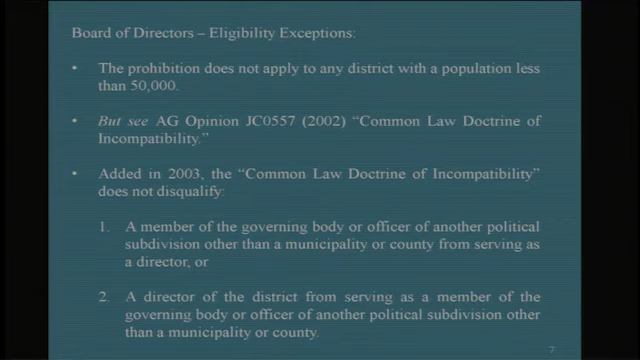 Board of Directors – Eligibility Exceptions:
• The prohibition does not apply to any district with a population less
than 50,000.
• But see AG Opinion JC0557 (2002) “Common Law Doctrine of
Incompatibility.”
• Added in 2003, the “Common Law Doctrine of Incompatibility”
does not disqualify:
1. A member of the governing body or officer of another political
subdivision other than a municipality or county from serving as
a director, or
2. A director of the district from serving as a member of the
governing body or officer of another political subdivision other
than a municipality or county.
7